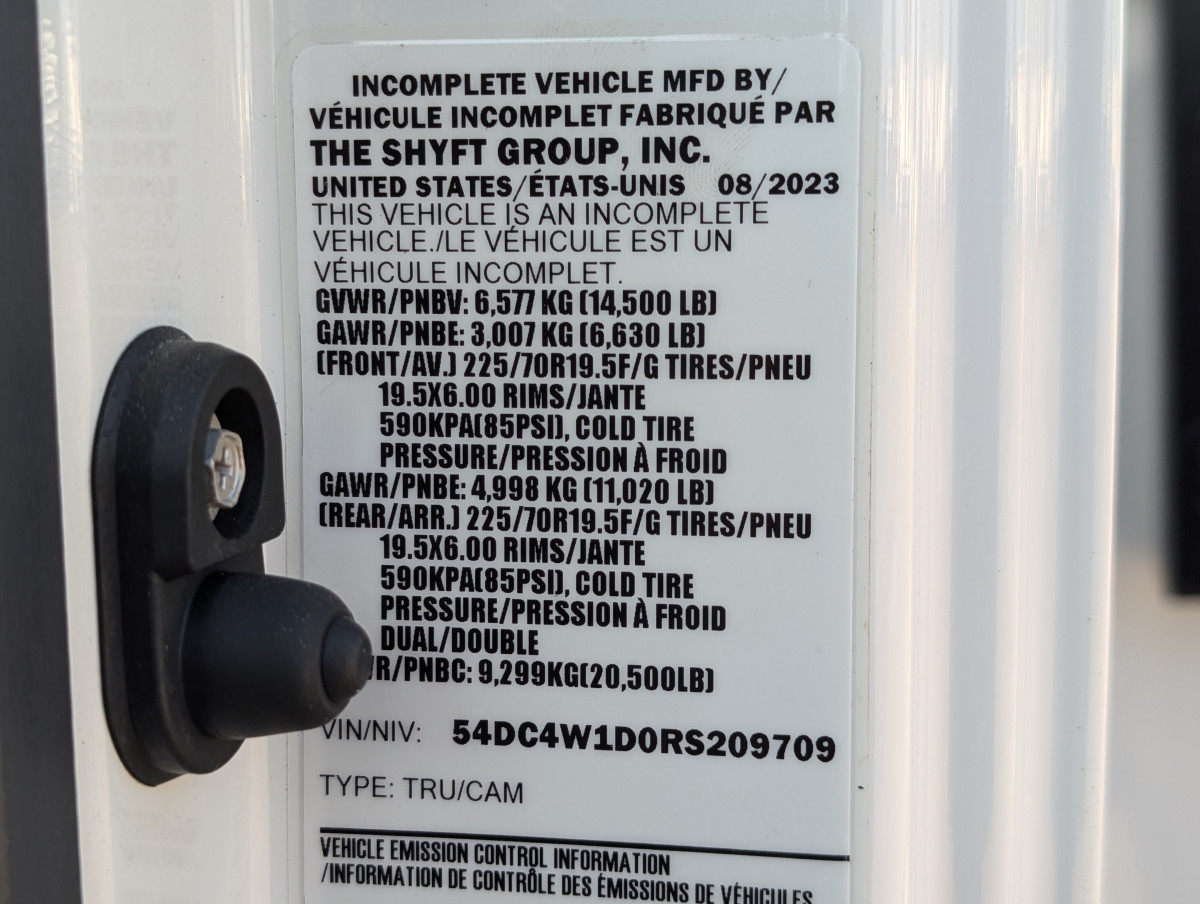 INCOMPLETE VEHICLE MFD BY/
VÉHICULE INCOMPLET FABRIQUÉ PAR
THE SHYFT GROUP, INC.
UNITED STATES/ÉTATS-UNIS 08/2023
THIS VEHICLE IS AN INCOMPLETE
VEHICLE./LE VÉHICULE EST UN
VÉHICULE INCOMPLET.
GVWR/PNBV: 6,577 KG (14,500 LB)
GAWR/PNBE: 3,007 KG (6,630 LB)
(FRONT/AV.) 225/70R19.5F/G TIRES/PNEU
19.5X6.00 RIMS/JANTE
590KPA(85PSI), COLD TIRE
PRESSURE/PRESSION À FROID
GAWR/PNBE: 4,998 KG (11,020 LB)
(REAR/ARR.) 225/70R19.5F/G TIRES/PNEU
19.5X6.00 RIMS/JANTE
590KPA(85PSI), COLD TIRE
PRESSURE/PRESSION À FROID
DUAL/DOUBLE
R/PNBC: 9,299KG(20,500LB)
VIN/NIV: 54DC4W1D0RS209709
TYPE: TRU/CAM
VEHICLE EMISSION CONTROL INFORMATION
/INFORMATION DE CONTRÔLE DES ÉMISSIONS DE VÉHICULES